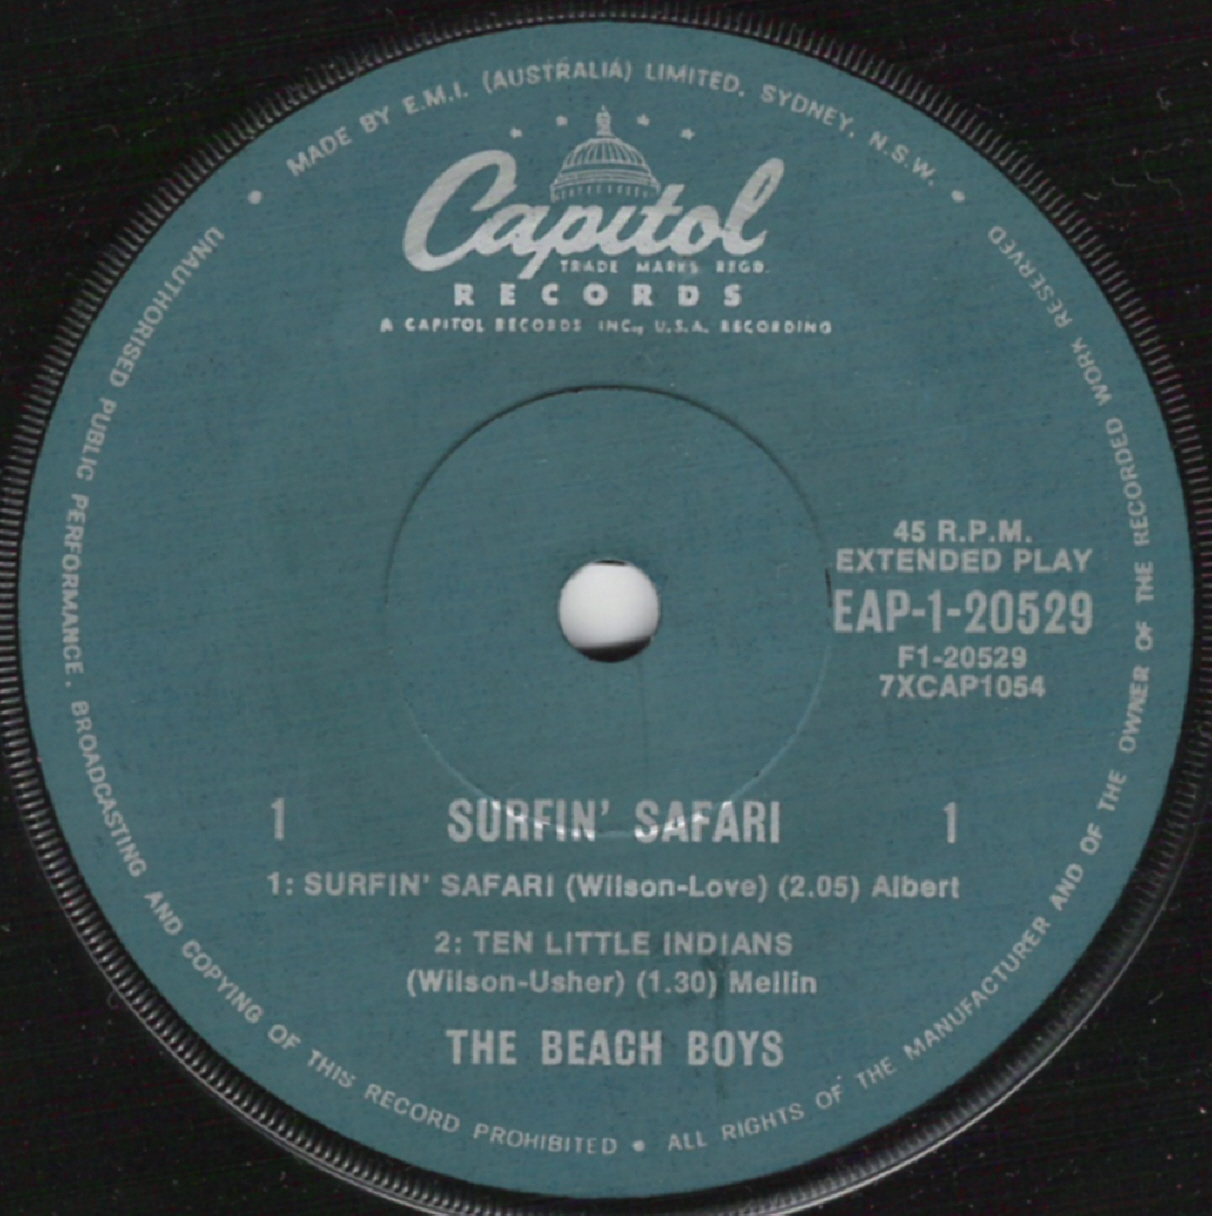 MADE BY E.M.I. (AUSTRALIA) LIMITED. SYDNEY. N.S.W.
Capitol
TRADE MARKS REGD.
RECORDS
A CAPITOL RECORDS INC., U.S.A. RECORDING
45 R.P.M.
EXTENDED PLAY
EAP-1-20529
F1-20529
7XCAP1054
1 SURFIN' SAFARI 1
1: SURFIN' SAFARI (Wilson-Love) (2.05) Albert
2: TEN LITTLE INDIANS
(Wilson-Usher) (1.30) Mellin
THE BEACH BOYS
UNAUTHORISED PUBLIC PERFORMANCE. BROADCASTING AND COPYING OF THIS RECORD PROHIBITED • ALL RIGHTS OF THE MANUFACTURER AND OF THE OWNER OF THE RECORDED WORK RESERVED